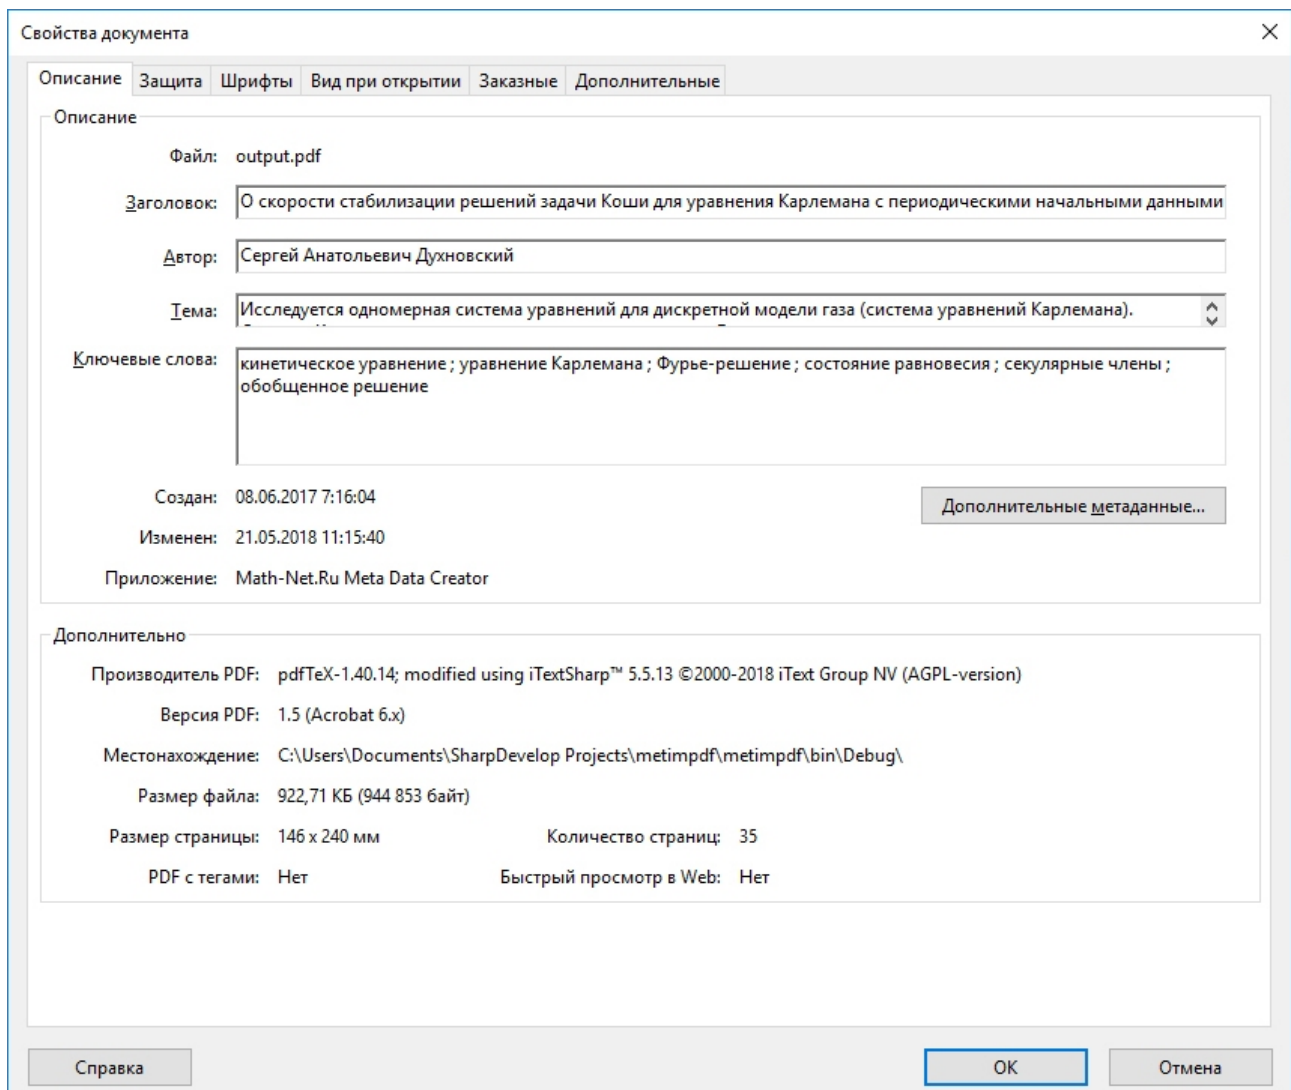 Свойства документа
Описание Защита Шрифты Вид при открытии Заказные Дополнительные
Описание
Файл: output.pdf
Заголовок: О скорости стабилизации решений задачи Коши для уравнения Карлемана с периодическими начальными данными
Автор: Сергей Анатольевич Духновский
Тема: Исследуется одномерная система уравнений для дискретной модели газа (система уравнений Карлемана).
Ключевые слова: кинетическое уравнение ; уравнение Карлемана ; Фурье-решение ; состояние равновесия ; секулярные члены ;
обобщенное решение
Создан: 08.06.2017 7:16:04
Дополнительные метаданные...
Изменен: 21.05.2018 11:15:40
Приложение: Math-Net.Ru Meta Data Creator
Дополнительно
Производитель PDF: pdfTeX-1.40.14; modified using iTextSharp™ 5.5.13 ©2000-2018 iText Group NV (AGPL-version)
Версия PDF: 1.5 (Acrobat 6.x)
Местонахождение: C:\Users\Documents\SharpDevelop Projects\metimpdf\metimpdf\bin\Debug\
Размер файла: 922,71 КБ (944 853 байт)
Размер страницы: 146 x 240 мм Количество страниц: 35
PDF с тегами: Нет Быстрый просмотр в Web: Нет
Справка OK Отмена